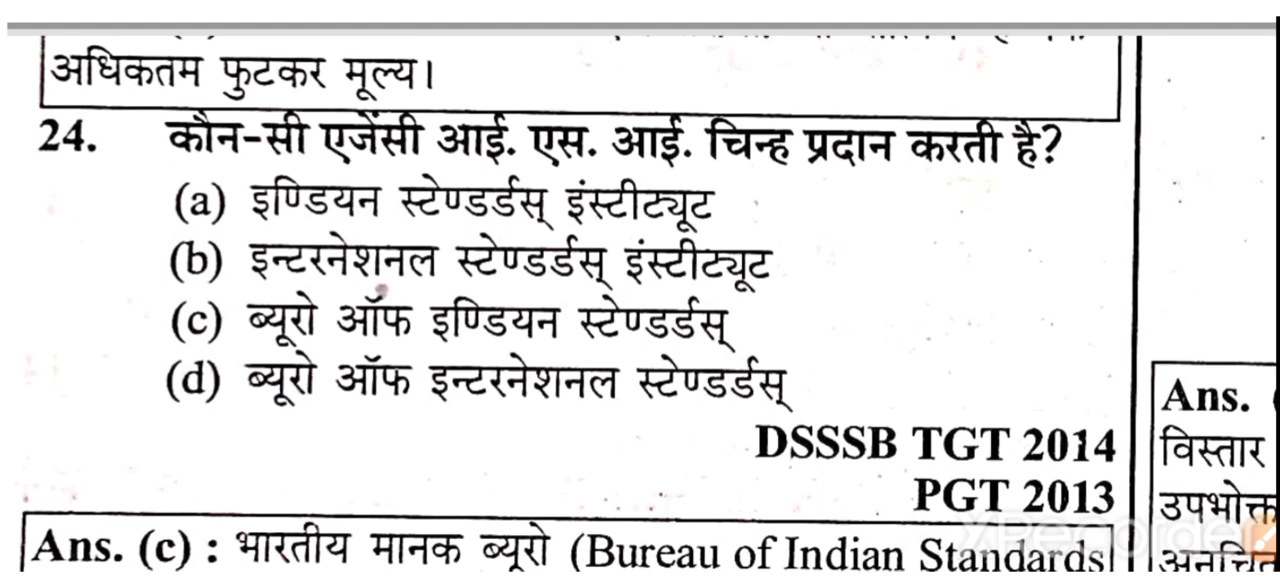 अधिकतम फुटकर मूल्य।
24. कौन-सी एजेंसी आई. एस. आई. चिन्ह प्रदान करती है?
(a) इण्डियन स्टेण्डर्डस् इंस्टीट्यूट
(b) इन्टरनेशनल स्टेण्डर्डस् इंस्टीट्यूट
(c) ब्यूरो ऑफ इण्डियन स्टेण्डर्डस्
(d) ब्यूरो ऑफ इन्टरनेशनल स्टेण्डर्डस्
DSSSB TGT 2014
PGT 2013
Ans. (c) : भारतीय मानक ब्यूरो (Bureau of Indian Standards
Ans.
विस्तार
उपभोक्त
अनुचित
XRecorder